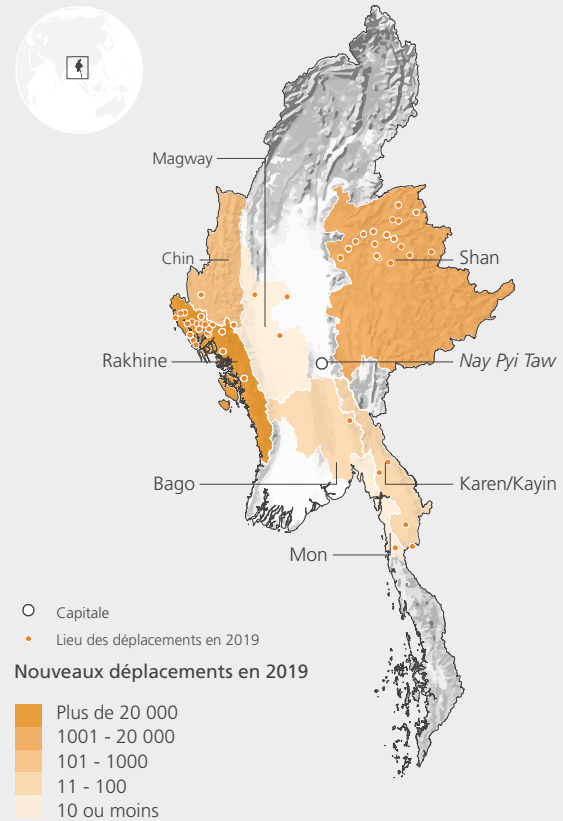 Magway
Chin
Shan
Rakhine
Nay Pyi Taw
Bago
Karen/Kayin
Mon
Capitale
Lieu des déplacements en 2019
Nouveaux déplacements en 2019
Plus de 20 000
1001 - 20 000
101 - 1000
11 - 100
10 ou moins